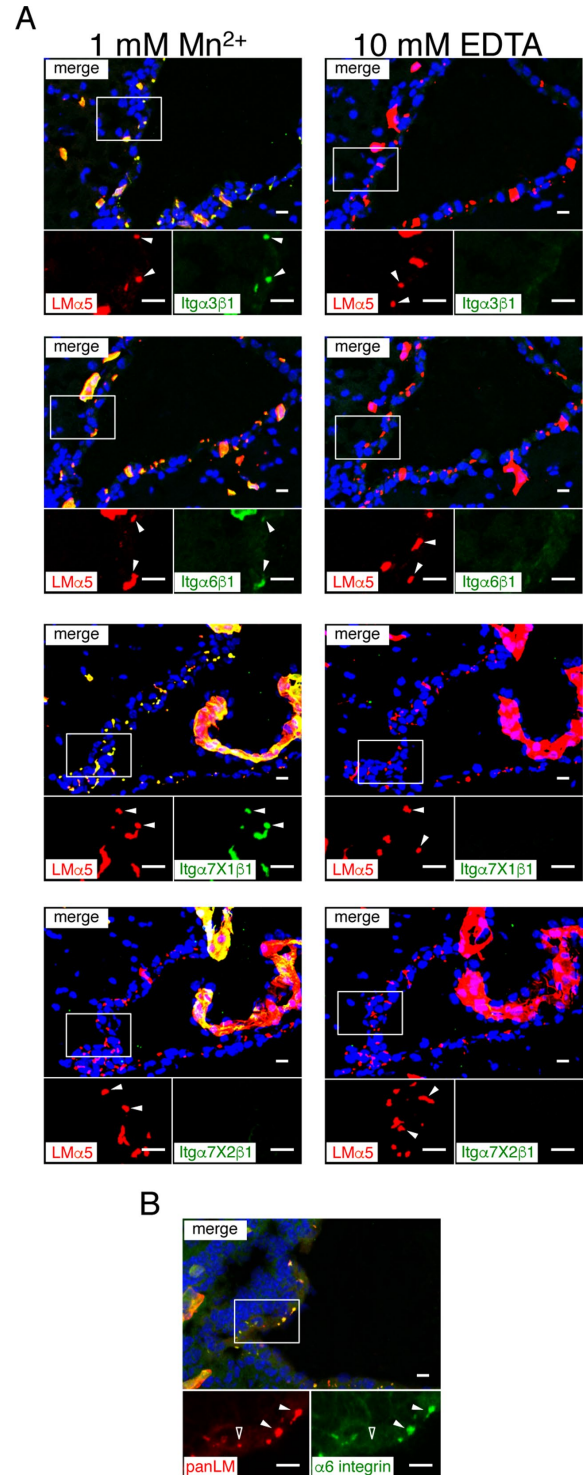 A
1 mM Mn²⁺
10 mM EDTA
merge
merge
LMα5
Itgα3β1
LMα5
Itgα3β1
merge
merge
LMα5
Itgα6β1
LMα5
Itgα6β1
merge
merge
LMα5
Itgα7X1β1
LMα5
Itgα7X1β1
merge
merge
LMα5
Itgα7X2β1
LMα5
Itgα7X2β1
B
merge
panLM
α6 integrin